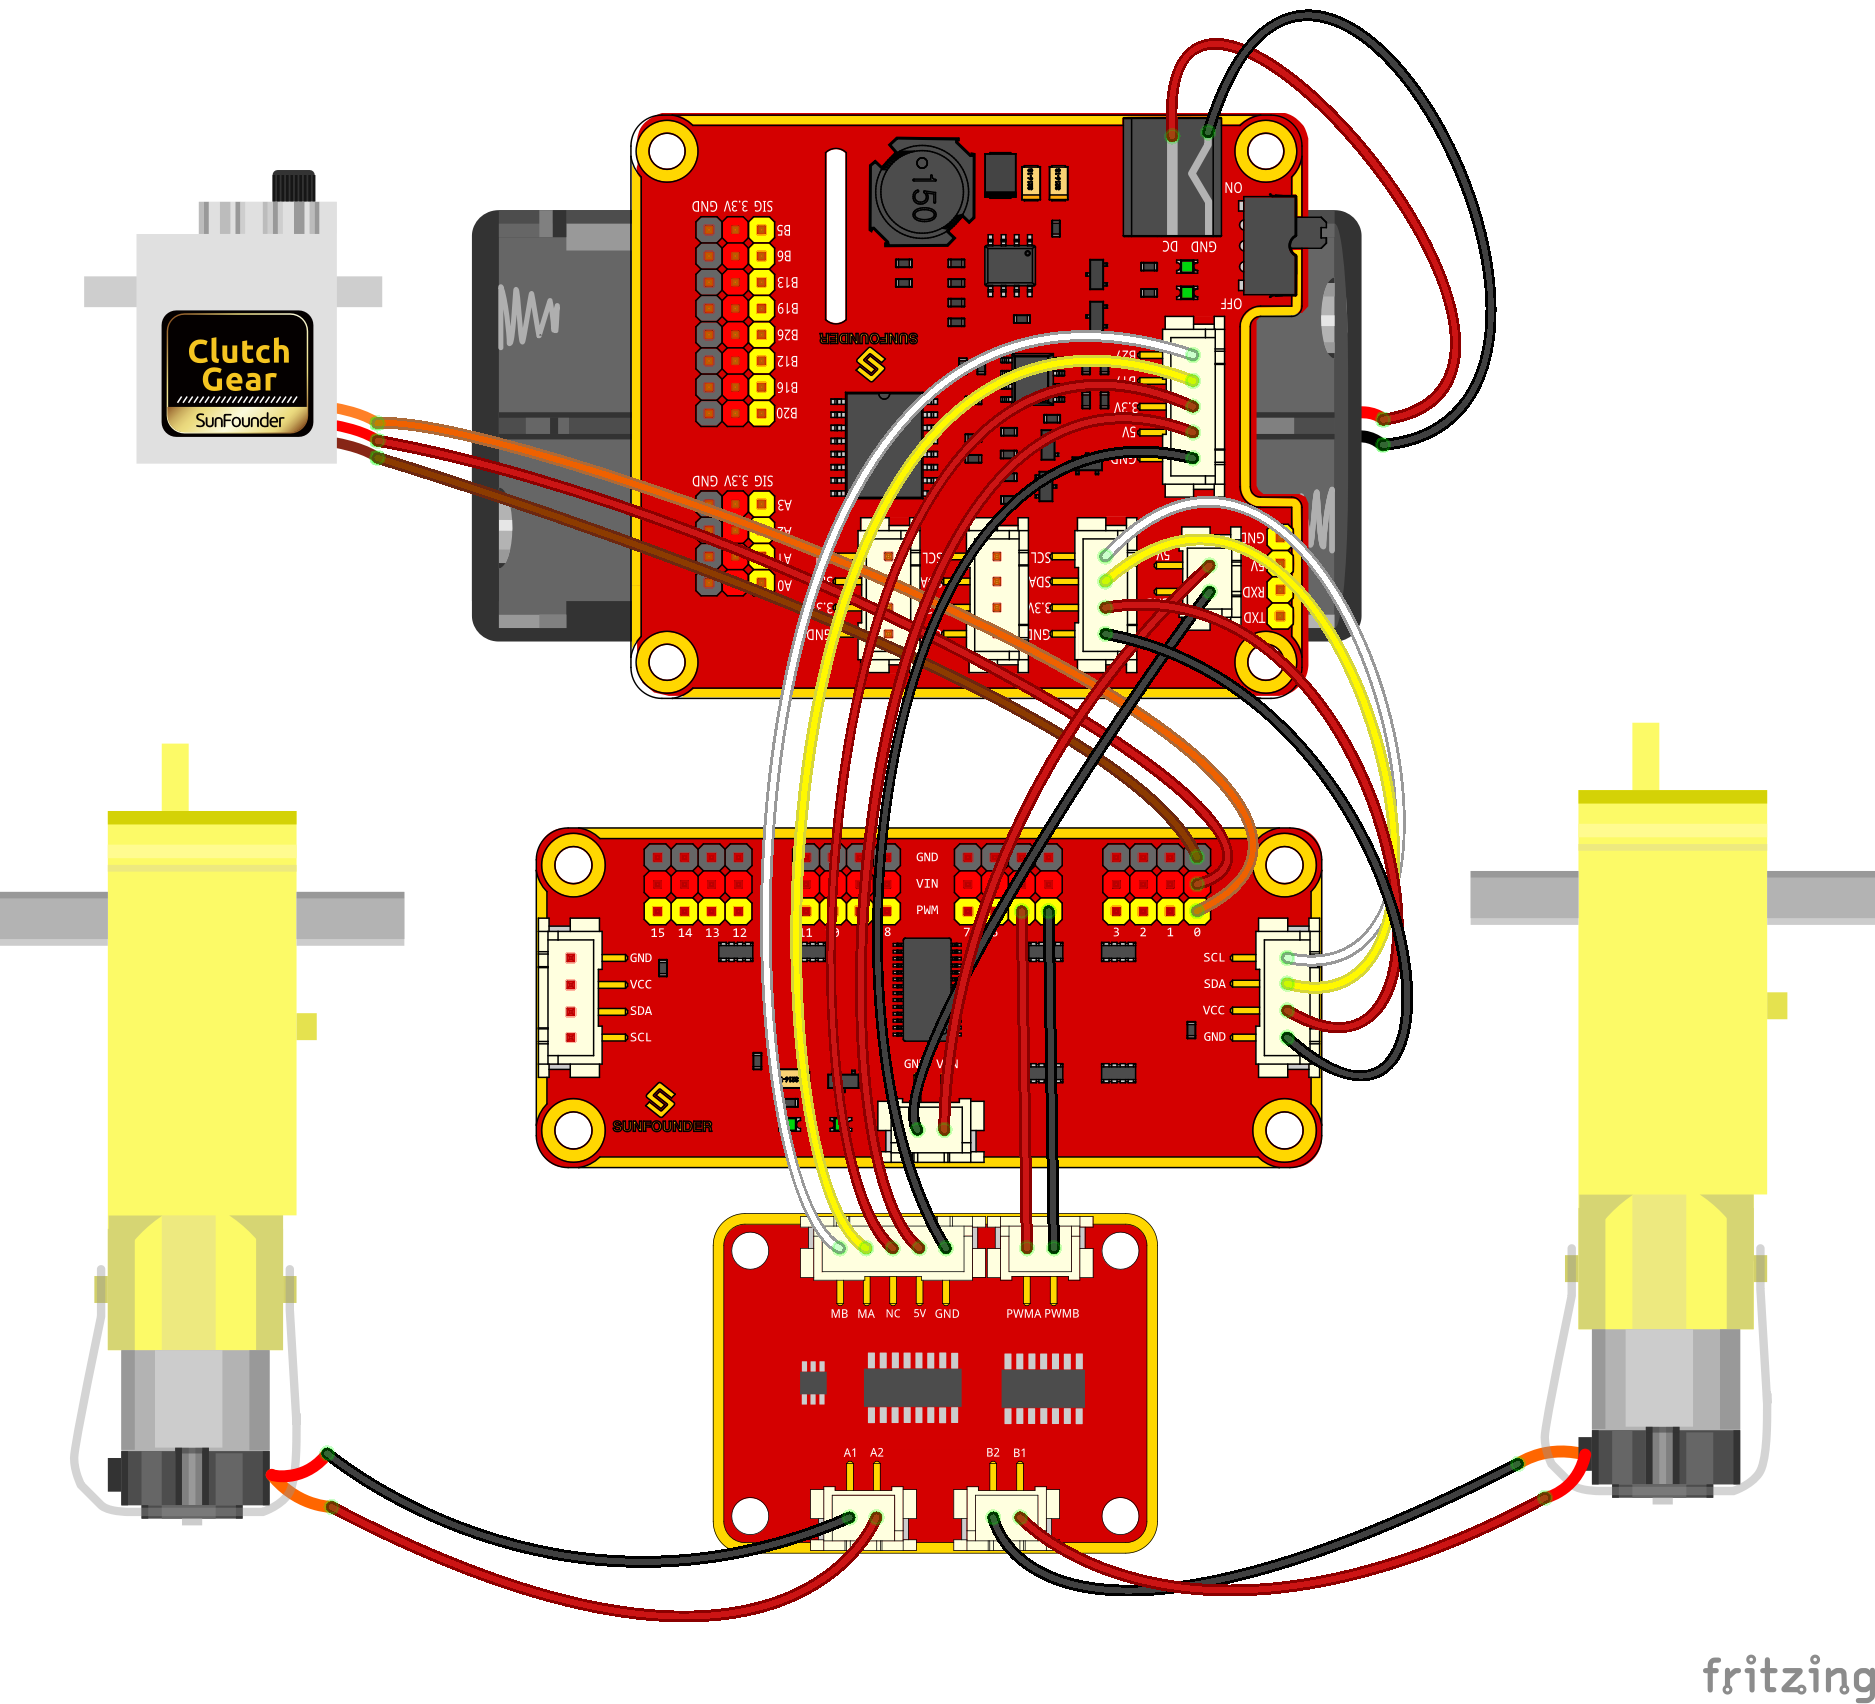 Clutch
Gear
SunFounder
150
ON
DC GND
OFF
GND 3.3V SIG
B5
B6
B13
B19
B26
B12
B16
B20
SUNFOUNDER
B27
3.3V
5V
GND
GND 3.3V SIG
A3
A0
SCL
SCL
SDA
3.3V
GND
GND
5V
RXD
TXD
GND
VIN
PWM
15 14 13 12 11 8 7 3 2 1 0
GND
VCC
SDA
SCL
SCL
SDA
VCC
GND
SUNFOUNDER
MB MA NC 5V GND PWMA PWMB
A1 A2 B2 B1
fritzing